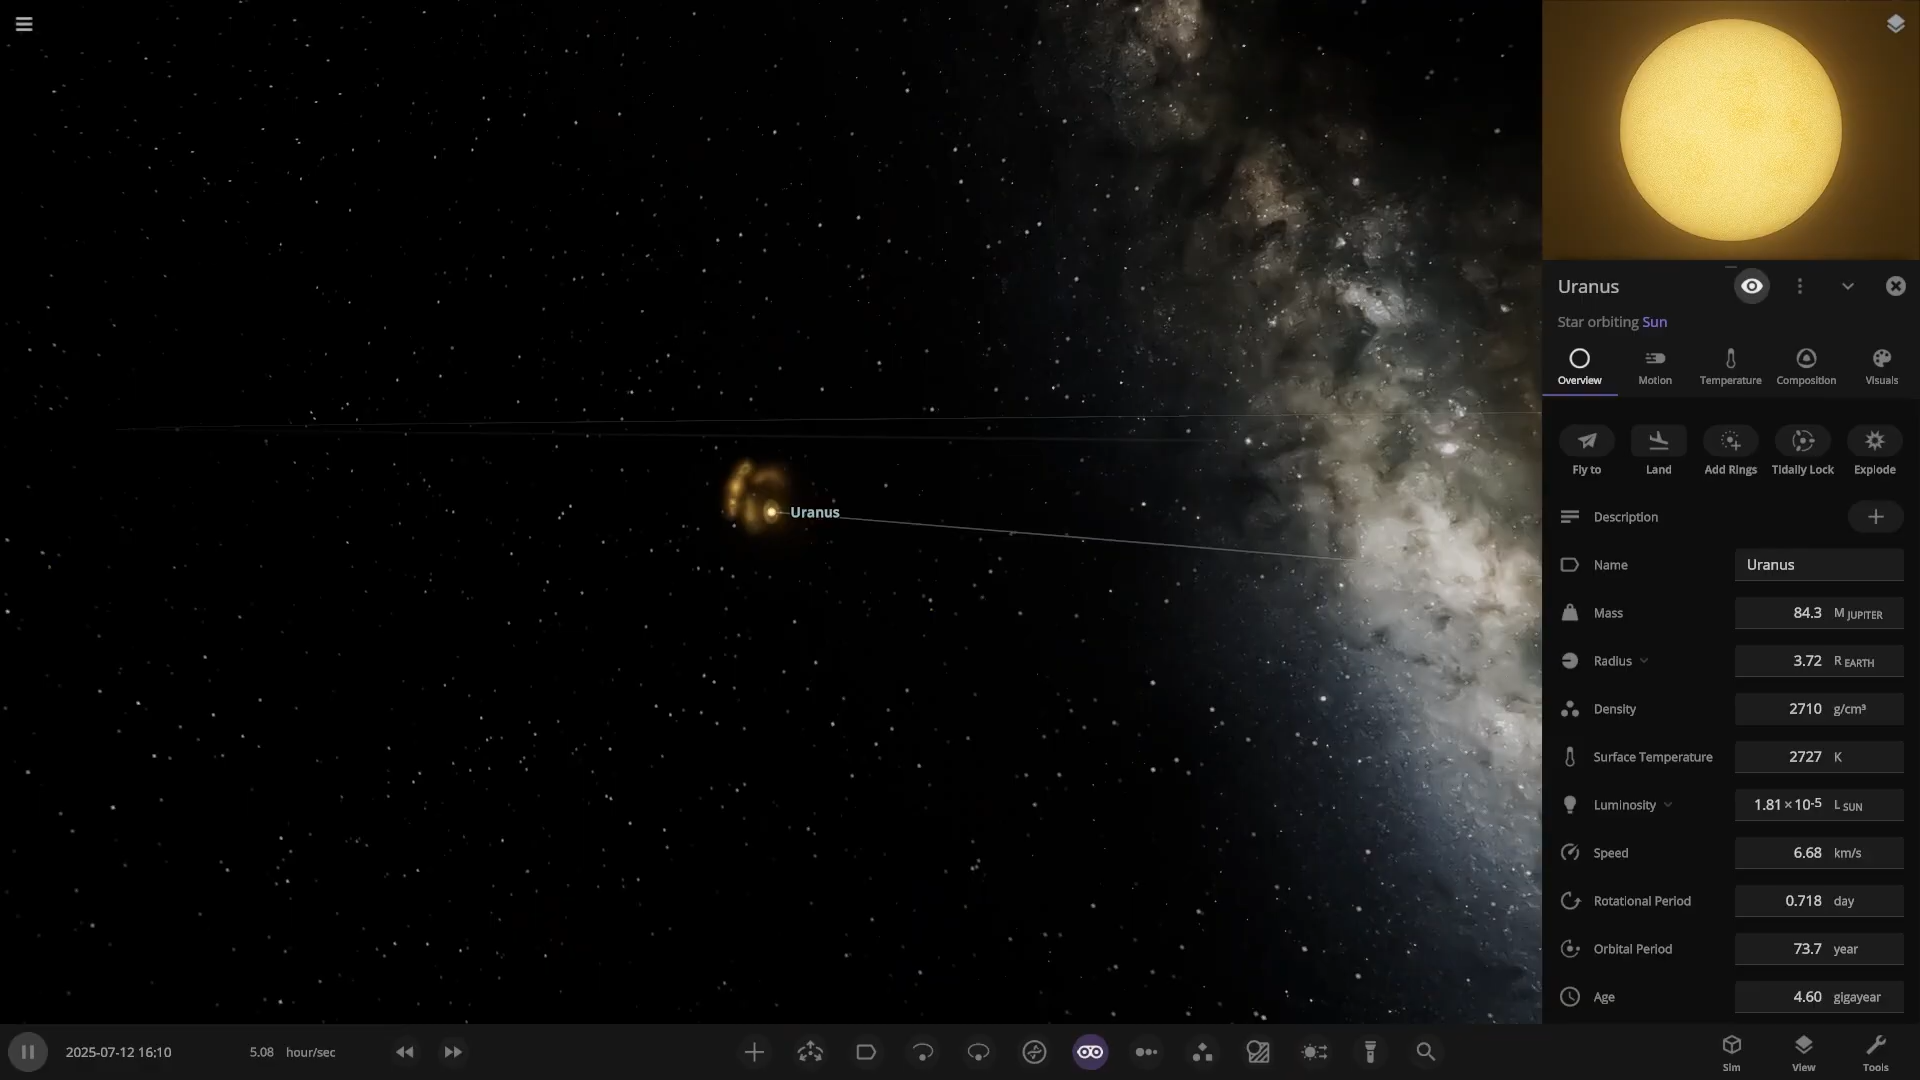 Uranus
Uranus
Star orbiting Sun
Overview
Motion
Temperature
Composition
Visuals
Fly to
Land
Add Rings
Tidally Lock
Explode
Description
Name
Uranus
Mass
84.3 M JUPITER
Radius
3.72 R EARTH
Density
2710 g/cm³
Surface Temperature
2727 K
Luminosity
1.81×10-5 L SUN
Speed
6.68 km/s
Rotational Period
0.718 day
Orbital Period
73.7 year
Age
4.60 gigayear
2025-07-12 16:10
5.08 hour/sec
Sim
View
Tools